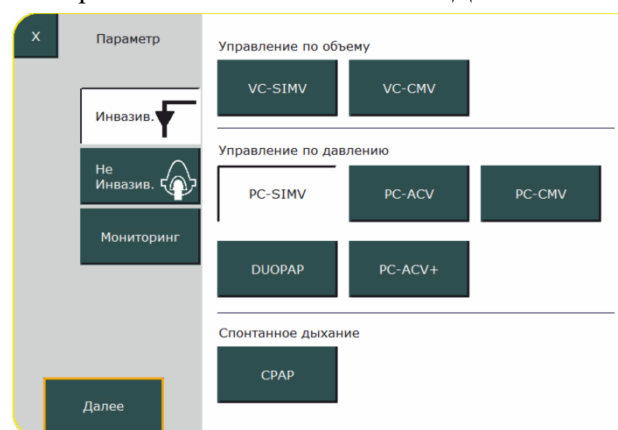 X
Параметр
Инвазив.
Не
Инвазив.
Мониторинг
Далее
Управление по объему
VC-SIMV
VC-CMV
Управление по давлению
PC-SIMV
PC-ACV
PC-CMV
DUOPAP
PC-ACV+
Спонтанное дыхание
CPAP